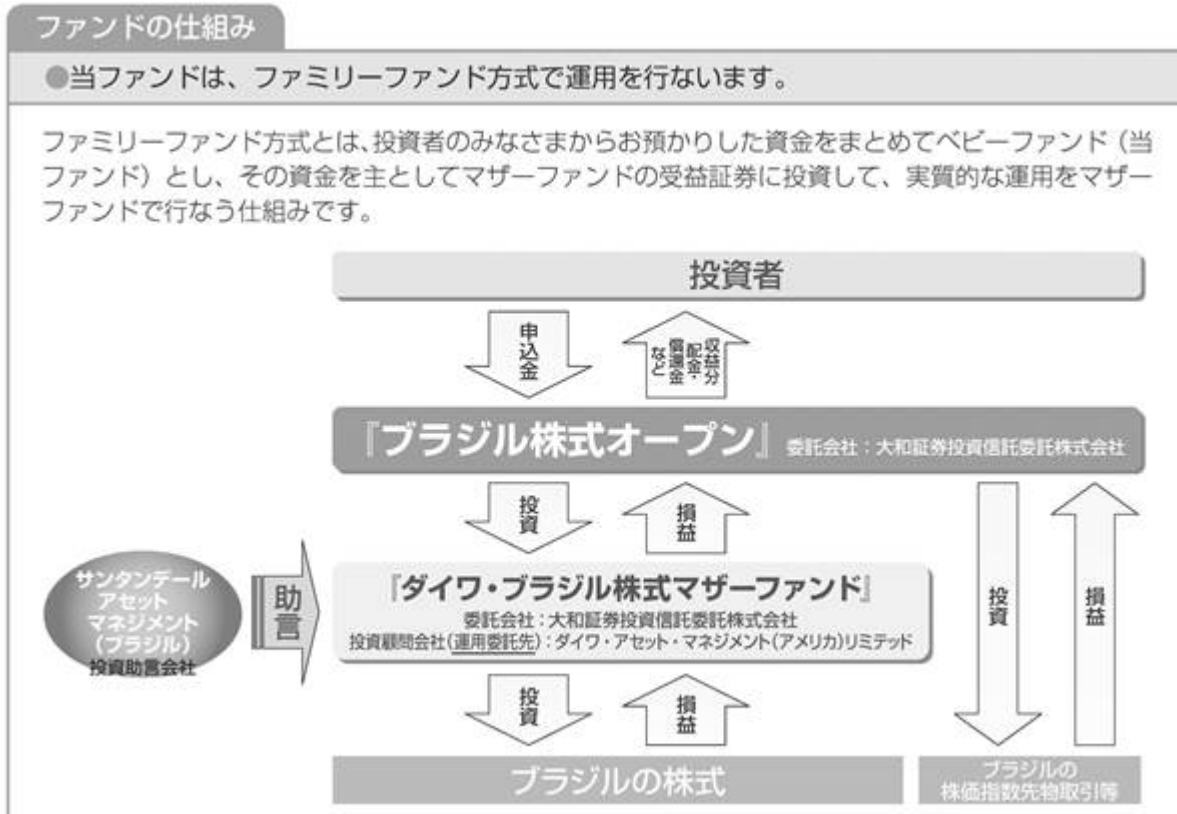 ファンドの仕組み
●当ファンドは、ファミリーファンド方式で運用を行ないます。
ファミリーファンド方式とは、投資者のみなさまからお預かりした資金をまとめてベビーファンド（当
ファンド）とし、その資金を主としてマザーファンドの受益証券に投資して、実質的な運用をマザー
ファンドで行なう仕組みです。
投資者
申込金
収益分
配金・
償還金
など
『ブラジル株式オープン』 委託会社：大和証券投資信託委託株式会社
投資
損益
サンタンデール
アセット
マネジメント
（ブラジル）
投資助言会社
助言
『ダイワ・ブラジル株式マザーファンド』
委託会社：大和証券投資信託委託株式会社
投資顧問会社（運用委託先）：ダイワ・アセット・マネジメント（アメリカ）リミテッド
投資
損益
投資
損益
ブラジルの株式
ブラジルの
株価指数先物取引等